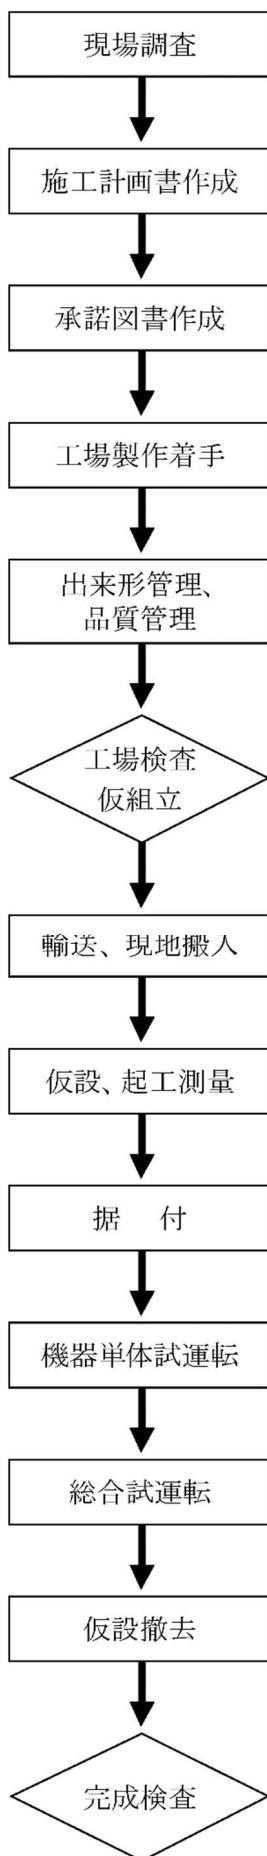 現場調査
施工計画書作成
承諾図書作成
工場製作着手
出来形管理、
品質管理
工場検査
仮組立
輸送、現地搬入
仮設、起工測量
据　付
機器単体試運転
総合試運転
仮設撤去
完成検査